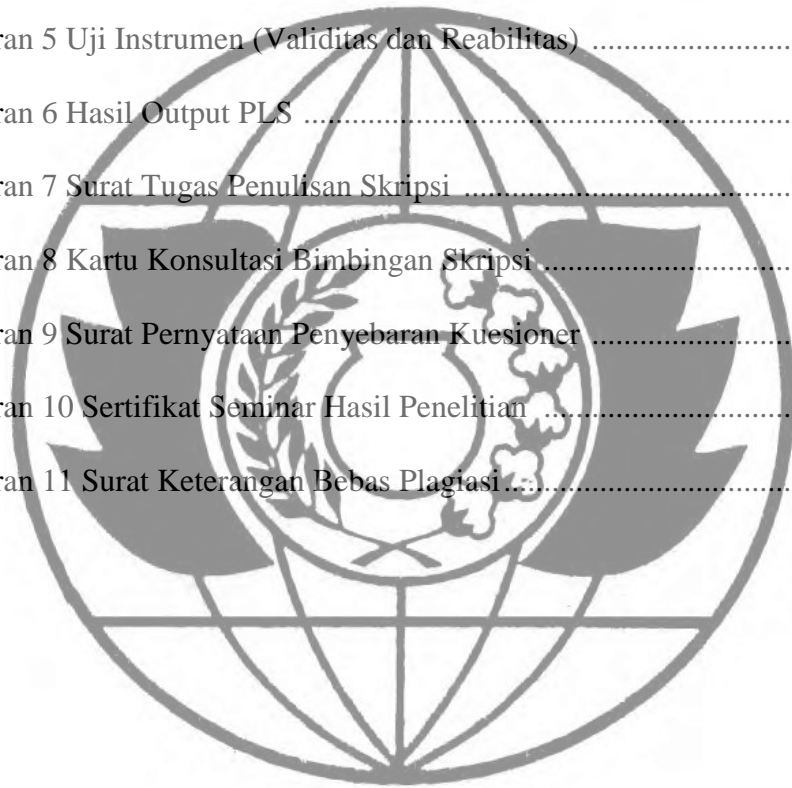 ran 5 Uji Instrumen (Validitas dan Reabilitas) ..............................
ran 6 Hasil Output PLS ......................................................................
ran 7 Surat Tugas Penulisan Skripsi ...............................................
ran 8 Kartu Konsultasi Bimbingan Skripsi ...................................
ran 9 Surat Pernyataan Penyebaran Kuesioner .............................
ran 10 Sertifikat Seminar Hasil Penelitian ....................................
ran 11 Surat Keterangan Bebas Plagiasi.........................................